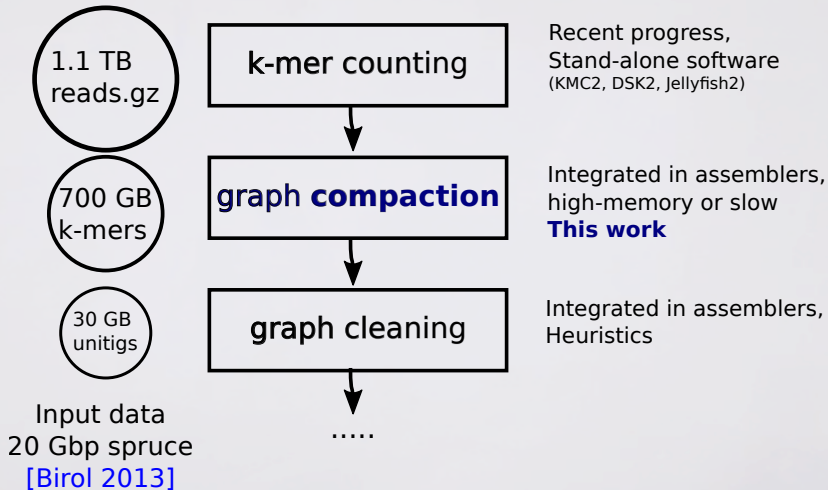 1.1 TB
reads.gz
k-mer counting
Recent progress,
Stand-alone software
(KMC2, DSK2, Jellyfish2)
700 GB
k-mers
graph compaction
Integrated in assemblers,
high-memory or slow
This work
30 GB
unitigs
graph cleaning
Integrated in assemblers,
Heuristics
Input data
20 Gbp spruce
[Birol 2013]
.....